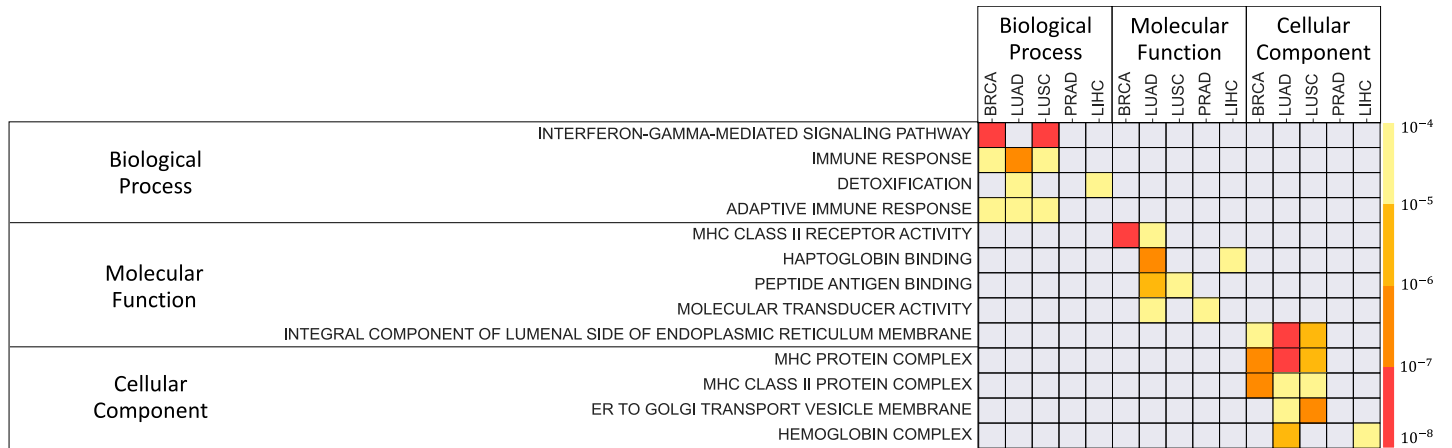 Biological
Process
Molecular
Function
Cellular
Component
BRCA
LUAD
LUSC
PRAD
LIHC
BRCA
LUAD
LUSC
PRAD
LIHC
BRCA
LUAD
LUSC
PRAD
LIHC
Biological
Process
INTERFERON-GAMMA-MEDIATED SIGNALING PATHWAY
IMMUNE RESPONSE
DETOXIFICATION
ADAPTIVE IMMUNE RESPONSE
Molecular
Function
MHC CLASS II RECEPTOR ACTIVITY
HAPTOGLOBIN BINDING
PEPTIDE ANTIGEN BINDING
MOLECULAR TRANSDUCER ACTIVITY
INTEGRAL COMPONENT OF LUMENAL SIDE OF ENDOPLASMIC RETICULUM MEMBRANE
Cellular
Component
MHC PROTEIN COMPLEX
MHC CLASS II PROTEIN COMPLEX
ER TO GOLGI TRANSPORT VESICLE MEMBRANE
HEMOGLOBIN COMPLEX
10⁻⁴
10⁻⁵
10⁻⁶
10⁻⁷
10⁻⁸